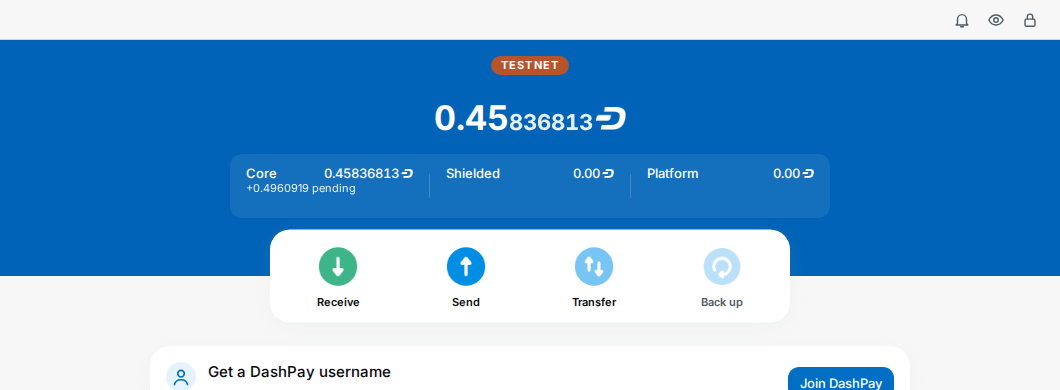 TESTNET
0.45836813
Core 0.45836813 Shielded 0.00 Platform 0.00
+0.4960919 pending
Receive Send Transfer Back up
Get a DashPay username
Join DashPay